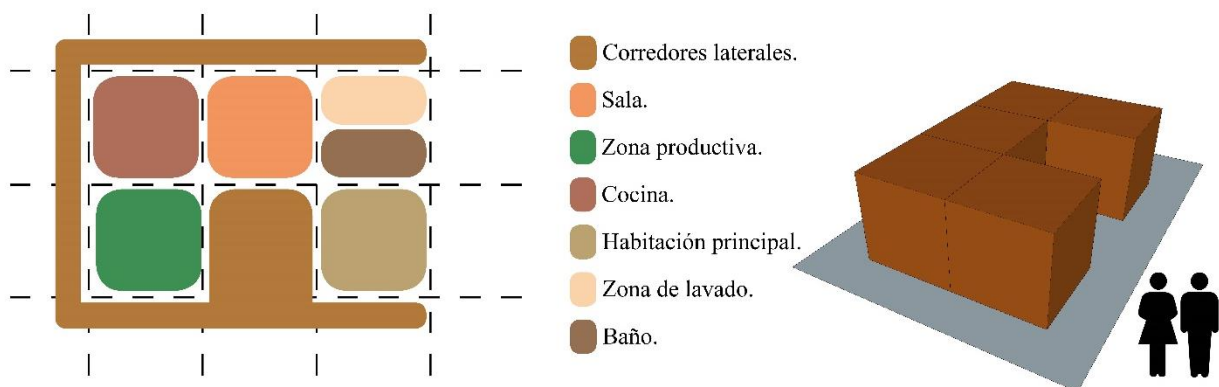 Corredores laterales.
Sala.
Zona productiva.
Cocina.
Habitación principal.
Zona de lavado.
Baño.